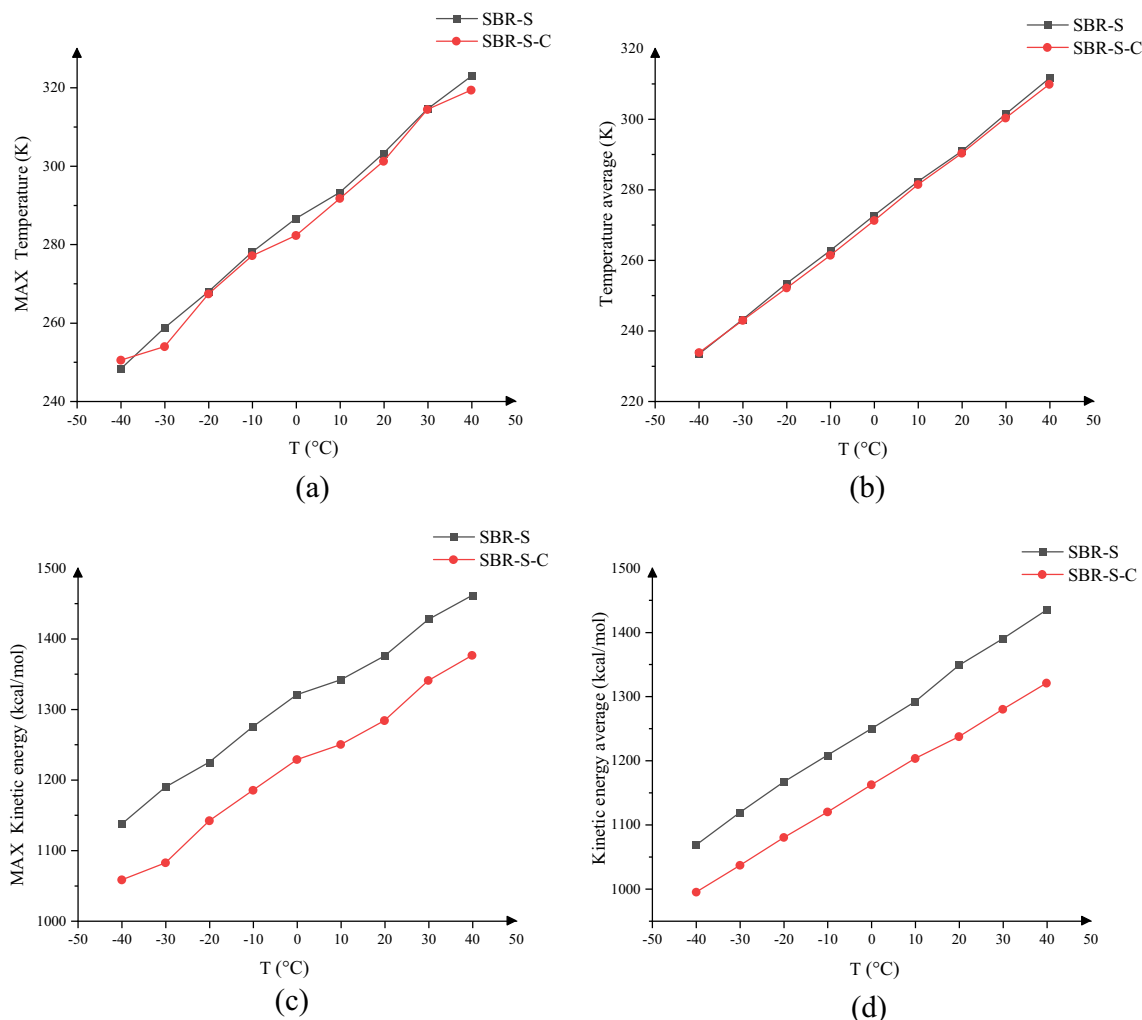 SBR-S
SBR-S-C
MAX Temperature (K)
320
300
280
260
240
-50 -40 -30 -20 -10 0 10 20 30 40 50
T (°C)
(a)
SBR-S
SBR-S-C
Temperature average (K)
320
300
280
260
240
220
-50 -40 -30 -20 -10 0 10 20 30 40 50
T (°C)
(b)
SBR-S
SBR-S-C
MAX Kinetic energy (kcal/mol)
1500
1400
1300
1200
1100
1000
-50 -40 -30 -20 -10 0 10 20 30 40 50
T (°C)
(c)
SBR-S
SBR-S-C
Kinetic energy average (kcal/mol)
1500
1400
1300
1200
1100
1000
-50 -40 -30 -20 -10 0 10 20 30 40 50
T (°C)
(d)